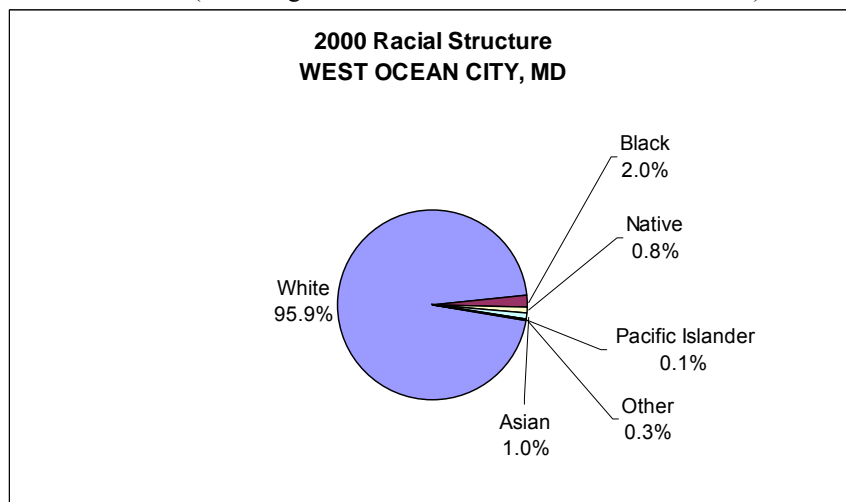 2000 Racial Structure
WEST OCEAN CITY, MD
Black
2.0%
Native
0.8%
White
95.9%
Pacific Islander
0.1%
Other
0.3%
Asian
1.0%